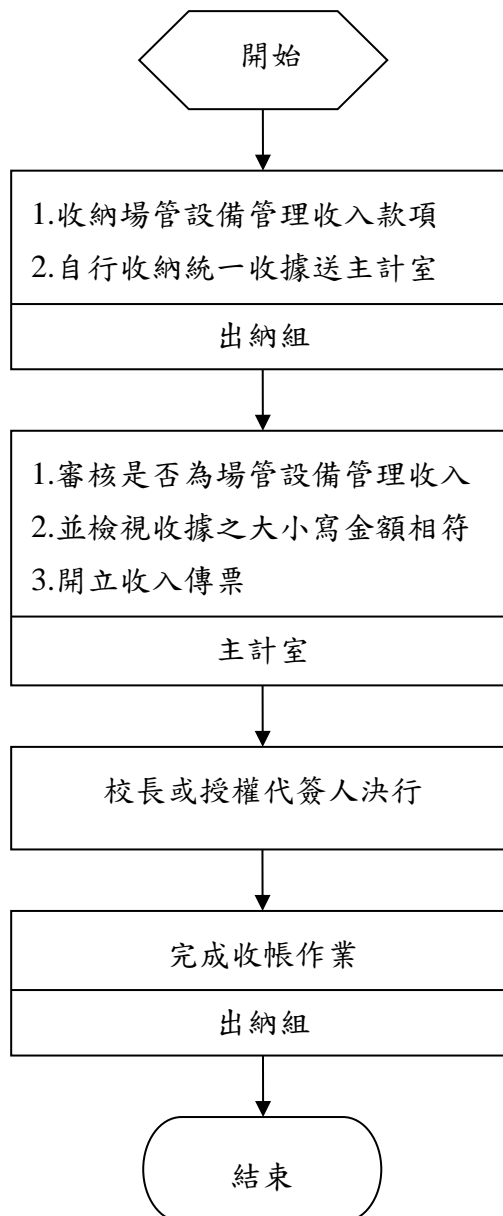 開始
1.收納場管設備管理收入款項
2.自行收納統一收據送主計室
出納組
1.審核是否為場管設備管理收入
2.並檢視收據之大小寫金額相符
3.開立收入傳票
主計室
校長或授權代簽人決行
完成收帳作業
出納組
結束